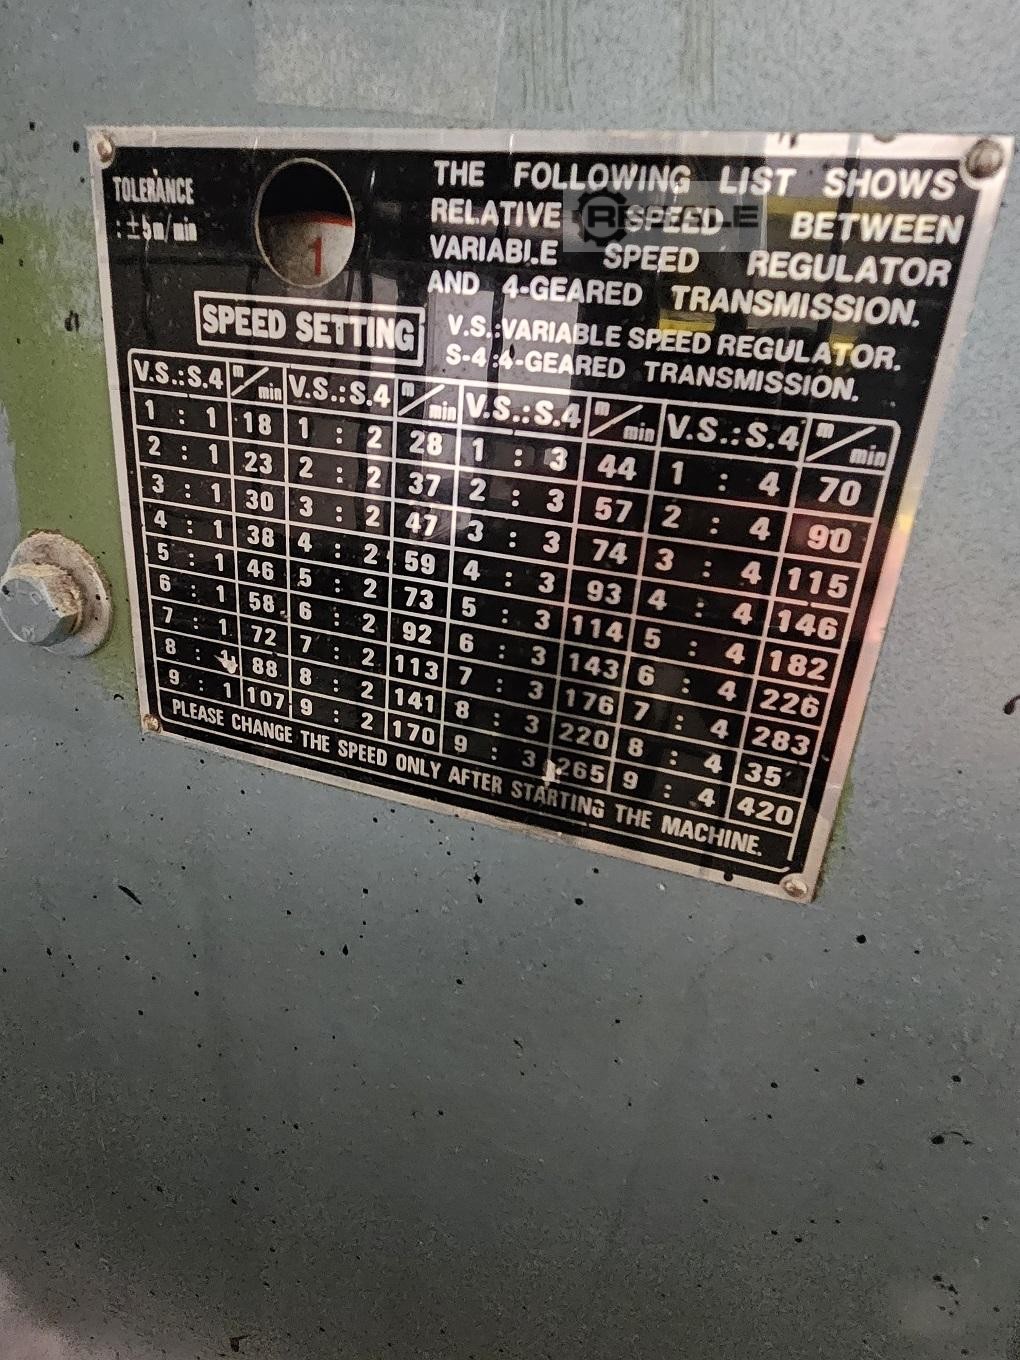 TOLERANCE
: ±5m/min
1
THE FOLLOWING LIST SHOWS
RELATIVE SPEED BETWEEN
VARIABLE SPEED REGULATOR
AND 4-GEARED TRANSMISSION.
SPEED SETTING
V.S.:VARIABLE SPEED REGULATOR.
S-4:4-GEARED TRANSMISSION.
V.S.:S.4 m/min V.S.:S.4 m/min V.S.:S.4 m/min V.S.:S.4 m/min
1 : 1 18 1 : 2 28 1 : 3 44 1 : 4 70
2 : 1 23 2 : 2 37 2 : 3 57 2 : 4 90
3 : 1 30 3 : 2 47 3 : 3 74 3 : 4 115
4 : 1 38 4 : 2 59 4 : 3 93 4 : 4 146
5 : 1 46 5 : 2 73 5 : 3 114 5 : 4 182
6 : 1 58 6 : 2 92 6 : 3 143 6 : 4 226
7 : 1 72 7 : 2 113 7 : 3 176 7 : 4 283
8 : 1 88 8 : 2 141 8 : 3 220 8 : 4 35
9 : 1 107 9 : 2 170 9 : 3 265 9 : 4 420
PLEASE CHANGE THE SPEED ONLY AFTER STARTING THE MACHINE.